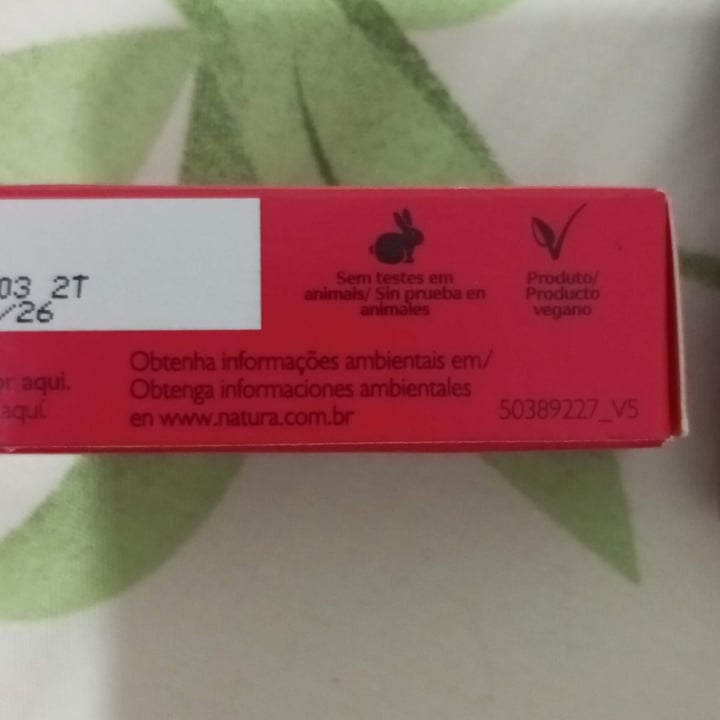 03 2T
/26
Sem testes em
animais/ Sin prueba en
animales
Produto/
Producto
vegano
Obtenha informações ambientais em/
Obtenga informaciones ambientales
en www.natura.com.br
aqui.
aquí.
50389227_V5